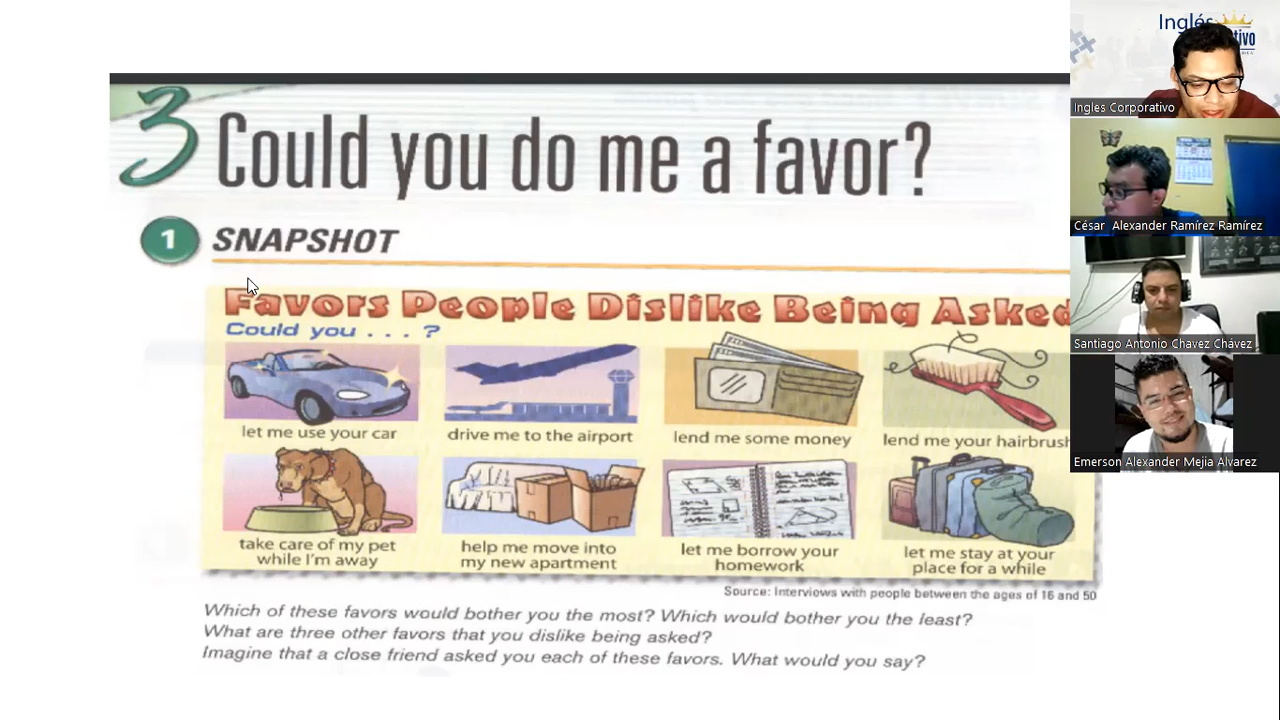 3 Could you do me a favor?
1 SNAPSHOT
Favors People Dislike Being Asked
Could you . . . ?
let me use your car
drive me to the airport
lend me some money
lend me your hairbrush
take care of my pet
while I'm away
help me move into
my new apartment
let me borrow your
homework
let me stay at your
place for a while
Source: Interviews with people between the ages of 16 and 50
Which of these favors would bother you the most? Which would bother you the least?
What are three other favors that you dislike being asked?
Imagine that a close friend asked you each of these favors. What would you say?
Inglés
tivo
Ingles Corporativo
César Alexander Ramírez Ramírez
Santiago Antonio Chavez Chavez
Emerson Alexander Mejia Alvarez